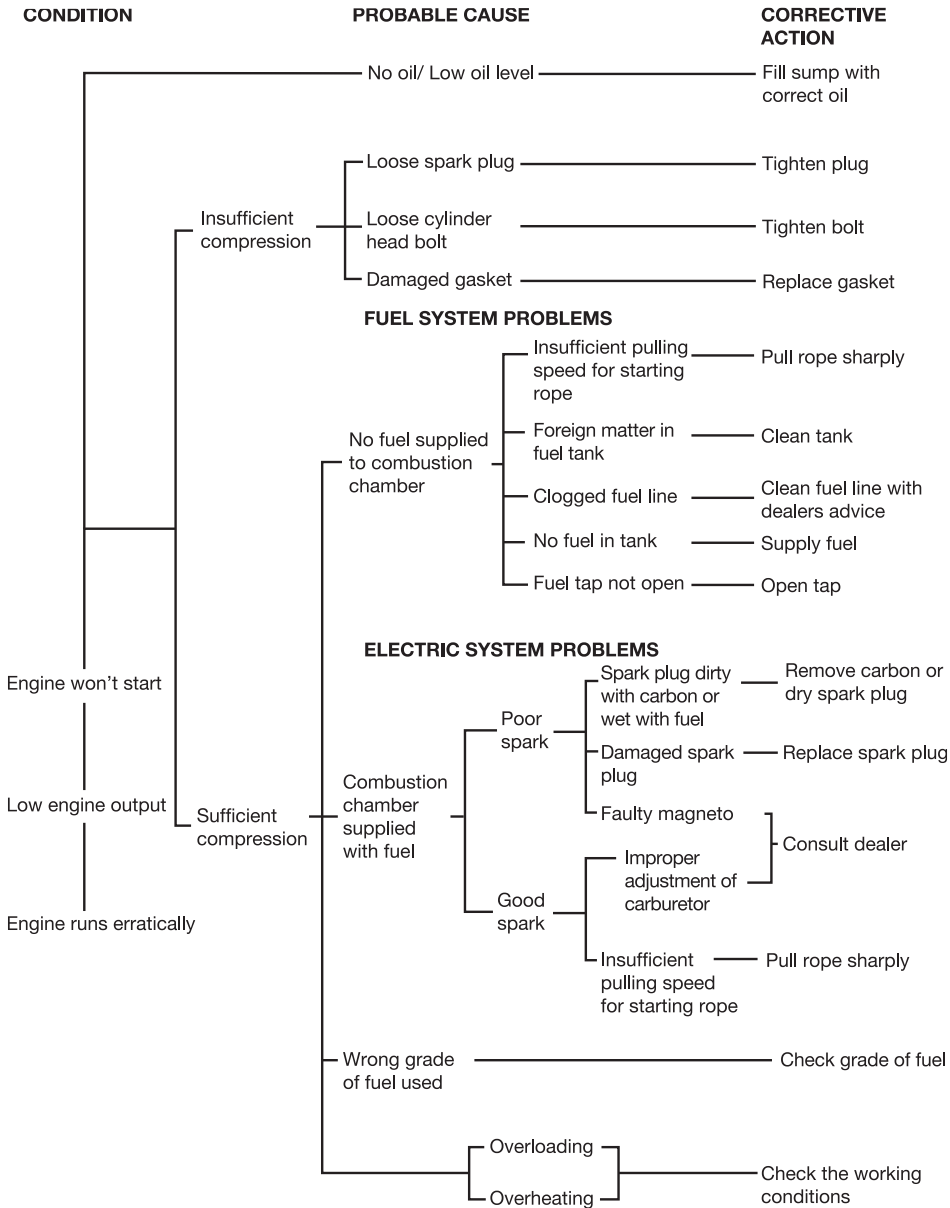 CONDITION
PROBABLE CAUSE
CORRECTIVE
ACTION
No oil/ Low oil level
Fill sump with
correct oil
Insufficient
compression
Loose spark plug
Tighten plug
Loose cylinder
head bolt
Tighten bolt
Damaged gasket
Replace gasket
FUEL SYSTEM PROBLEMS
No fuel supplied
to combustion
chamber
Insufficient pulling
speed for starting
rope
Pull rope sharply
Foreign matter in
fuel tank
Clean tank
Clogged fuel line
Clean fuel line with
dealers advice
No fuel in tank
Supply fuel
Fuel tap not open
Open tap
ELECTRIC SYSTEM PROBLEMS
Engine won’t start
Low engine output
Engine runs erratically
Sufficient
compression
Combustion
chamber
supplied
with fuel
Poor
spark
Spark plug dirty
with carbon or
wet with fuel
Remove carbon or
dry spark plug
Damaged spark
plug
Replace spark plug
Faulty magneto
Consult dealer
Good
spark
Improper
adjustment of
carburetor
Insufficient
pulling speed
for starting rope
Pull rope sharply
Wrong grade
of fuel used
Check grade of fuel
Overloading
Overheating
Check the working
conditions